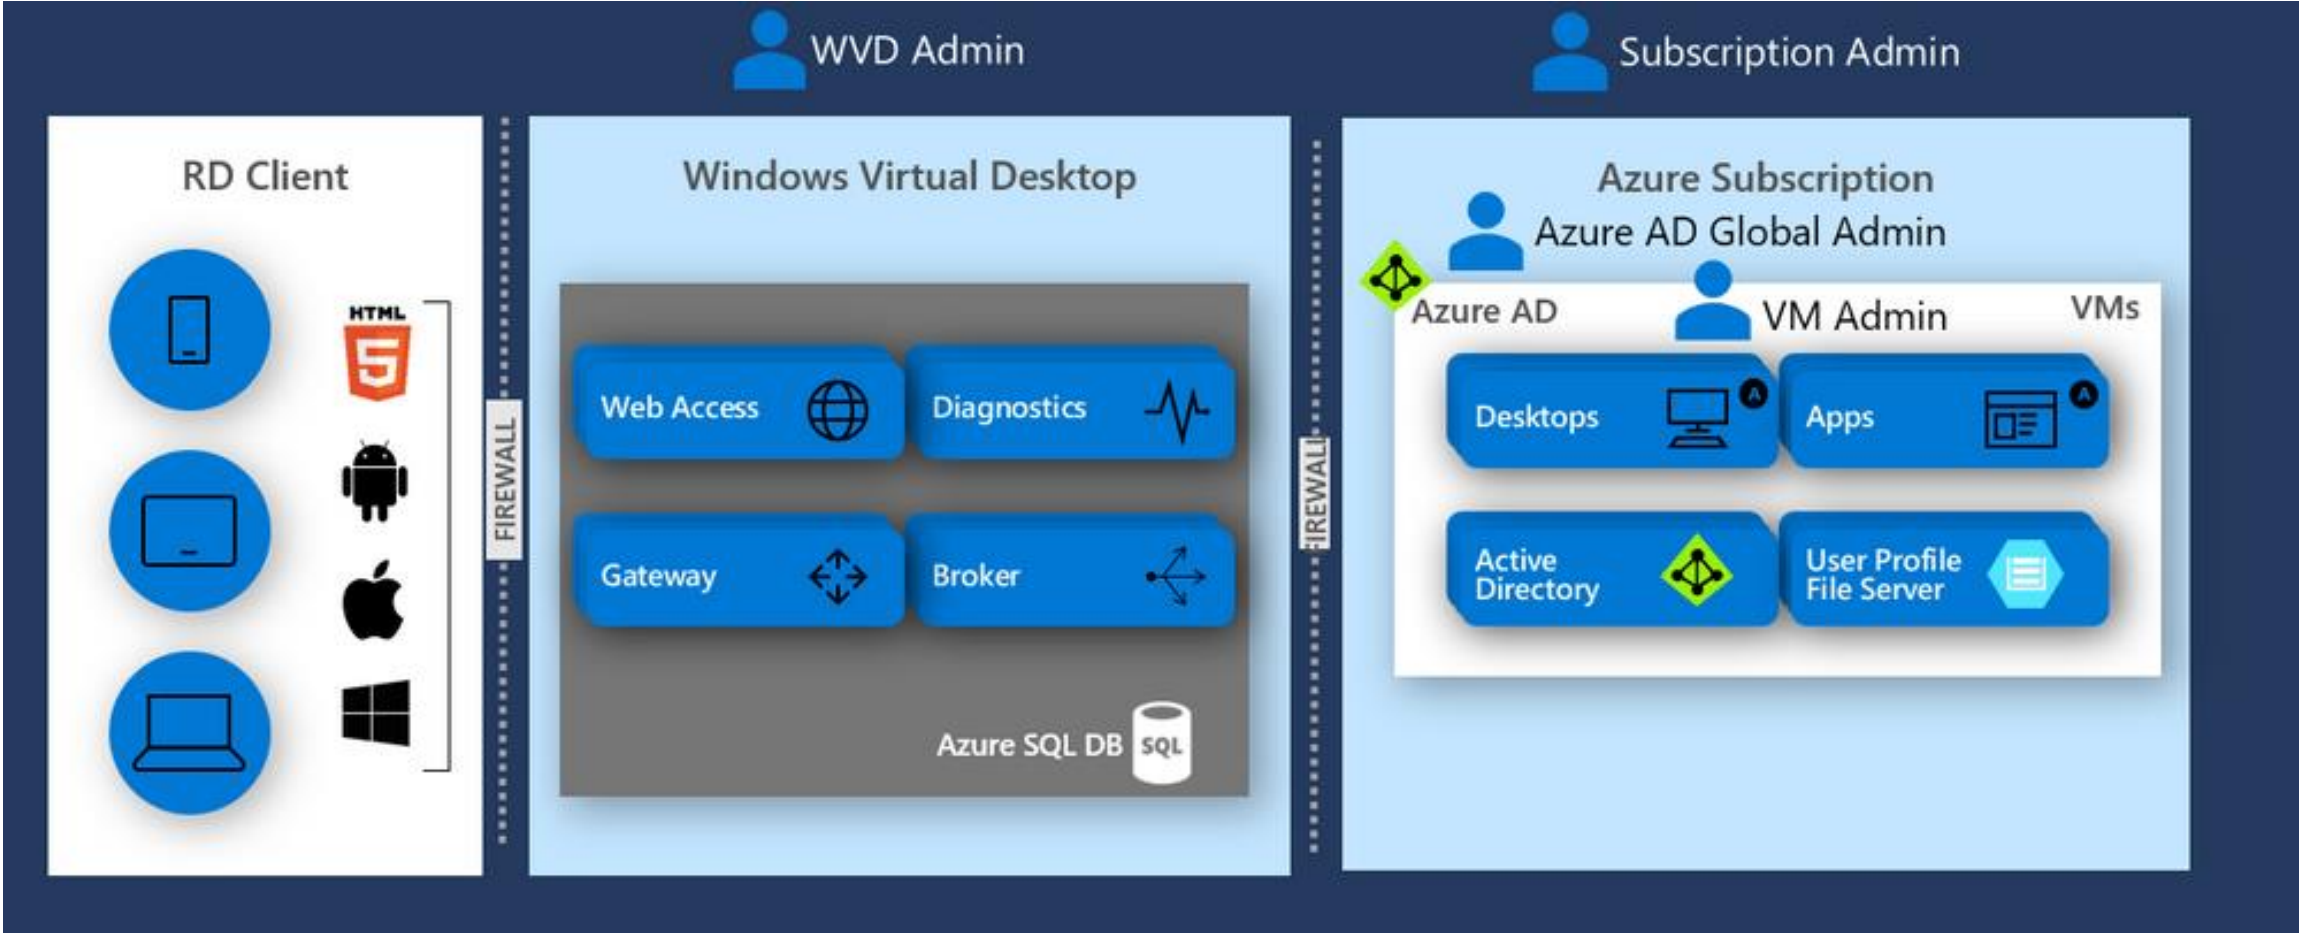 WVD Admin
Subscription Admin
RD Client
HTML
5
FIREWALL
Windows Virtual Desktop
Web Access
Diagnostics
Gateway
Broker
Azure SQL DB
SQL
FIREWALL
Azure Subscription
Azure AD Global Admin
Azure AD
VM Admin
VMs
Desktops
A
Apps
A
Active
Directory
User Profile
File Server